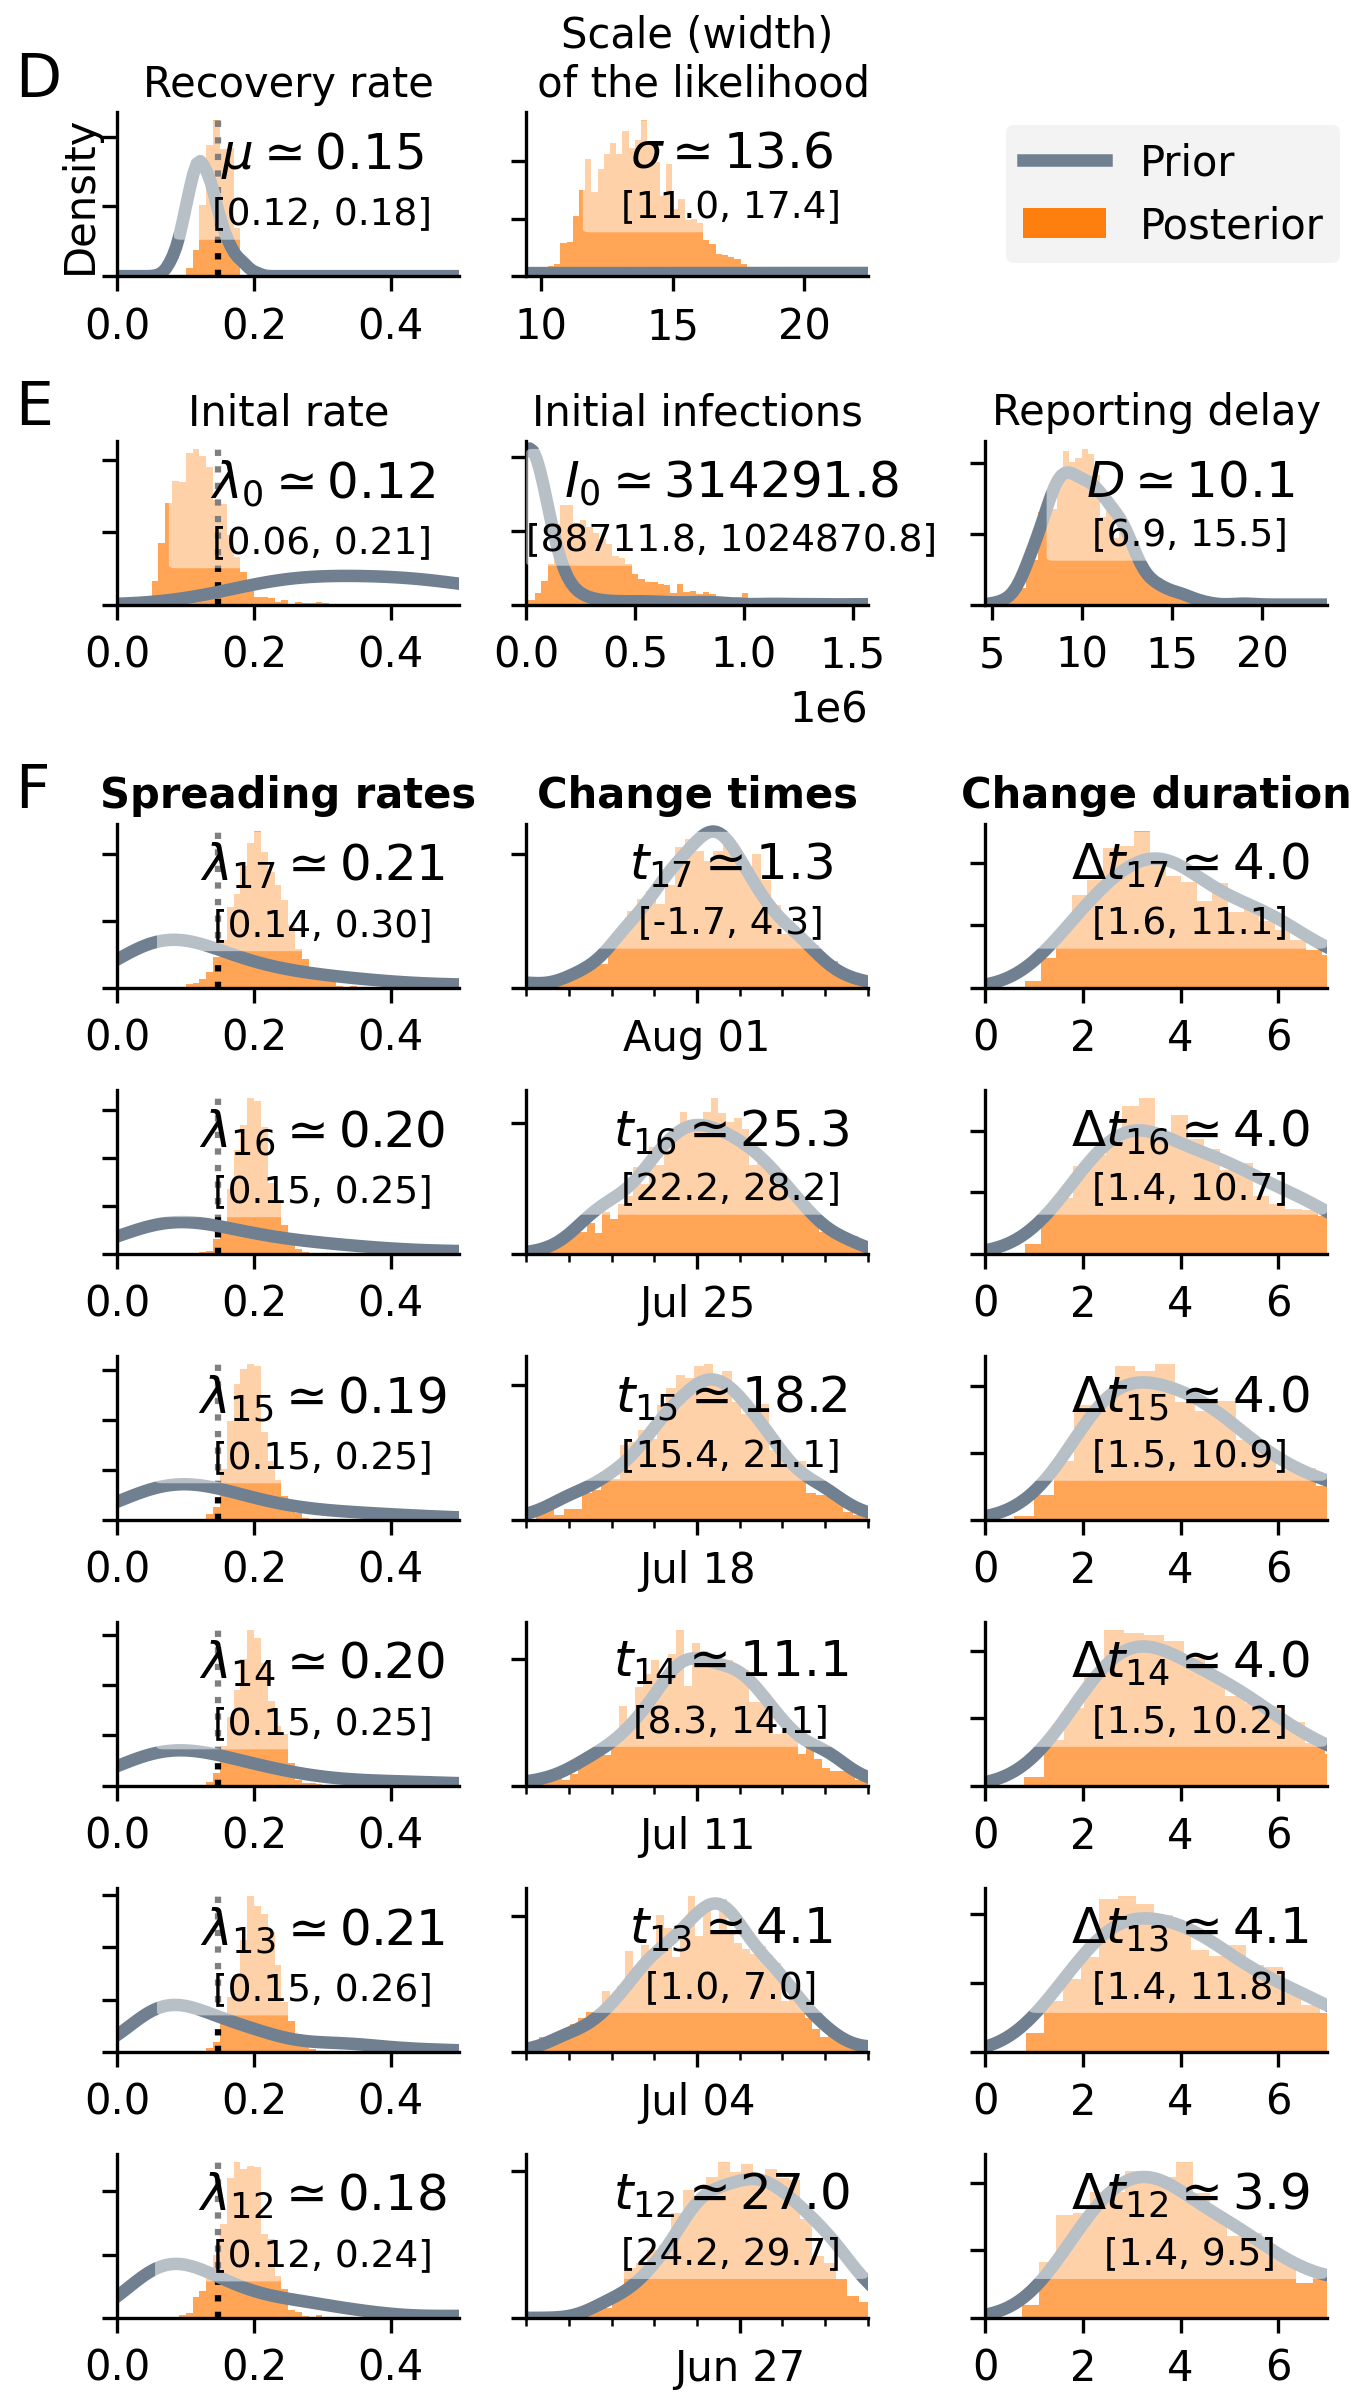 D
Recovery rate
Scale (width)
of the likelihood
Density
μ ≃ 0.15
[0.12, 0.18]
0.0 0.2 0.4
σ ≃ 13.6
[11.0, 17.4]
10 15 20
Prior
Posterior
E
Inital rate
λ0 ≃ 0.12
[0.06, 0.21]
0.0 0.2 0.4
Initial infections
I0 ≃ 314291.8
[88711.8, 1024870.8]
0.0 0.5 1.0 1.5
1e6
Reporting delay
D ≃ 10.1
[6.9, 15.5]
5 10 15 20
F
Spreading rates
Change times
Change duration
λ17 ≃ 0.21
[0.14, 0.30]
0.0 0.2 0.4
t17 ≃ 1.3
[-1.7, 4.3]
Aug 01
Δt17 ≃ 4.0
[1.6, 11.1]
0 2 4 6
λ16 ≃ 0.20
[0.15, 0.25]
0.0 0.2 0.4
t16 ≃ 25.3
[22.2, 28.2]
Jul 25
Δt16 ≃ 4.0
[1.4, 10.7]
0 2 4 6
λ15 ≃ 0.19
[0.15, 0.25]
0.0 0.2 0.4
t15 ≃ 18.2
[15.4, 21.1]
Jul 18
Δt15 ≃ 4.0
[1.5, 10.9]
0 2 4 6
λ14 ≃ 0.20
[0.15, 0.25]
0.0 0.2 0.4
t14 ≃ 11.1
[8.3, 14.1]
Jul 11
Δt14 ≃ 4.0
[1.5, 10.2]
0 2 4 6
λ13 ≃ 0.21
[0.15, 0.26]
0.0 0.2 0.4
t13 ≃ 4.1
[1.0, 7.0]
Jul 04
Δt13 ≃ 4.1
[1.4, 11.8]
0 2 4 6
λ12 ≃ 0.18
[0.12, 0.24]
0.0 0.2 0.4
t12 ≃ 27.0
[24.2, 29.7]
Jun 27
Δt12 ≃ 3.9
[1.4, 9.5]
0 2 4 6